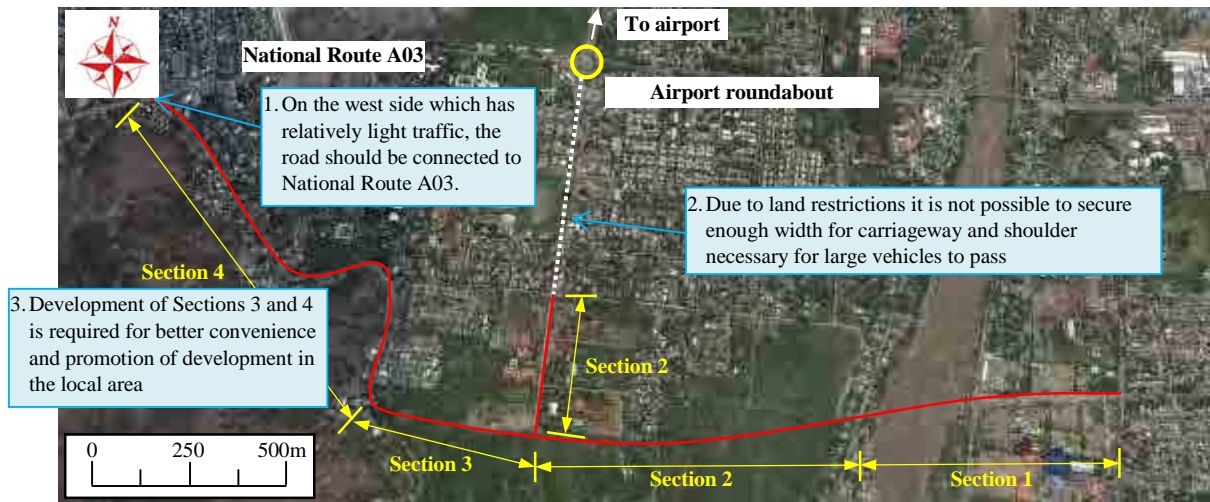 N
To airport
National Route A03
Airport roundabout
1. On the west side which has
relatively light traffic, the
road should be connected to
National Route A03.
2. Due to land restrictions it is not possible to secure
enough width for carriageway and shoulder
necessary for large vehicles to pass
Section 4
3. Development of Sections 3 and 4
is required for better convenience
and promotion of development in
the local area
Section 2
0 250 500m
Section 3
Section 2
Section 1